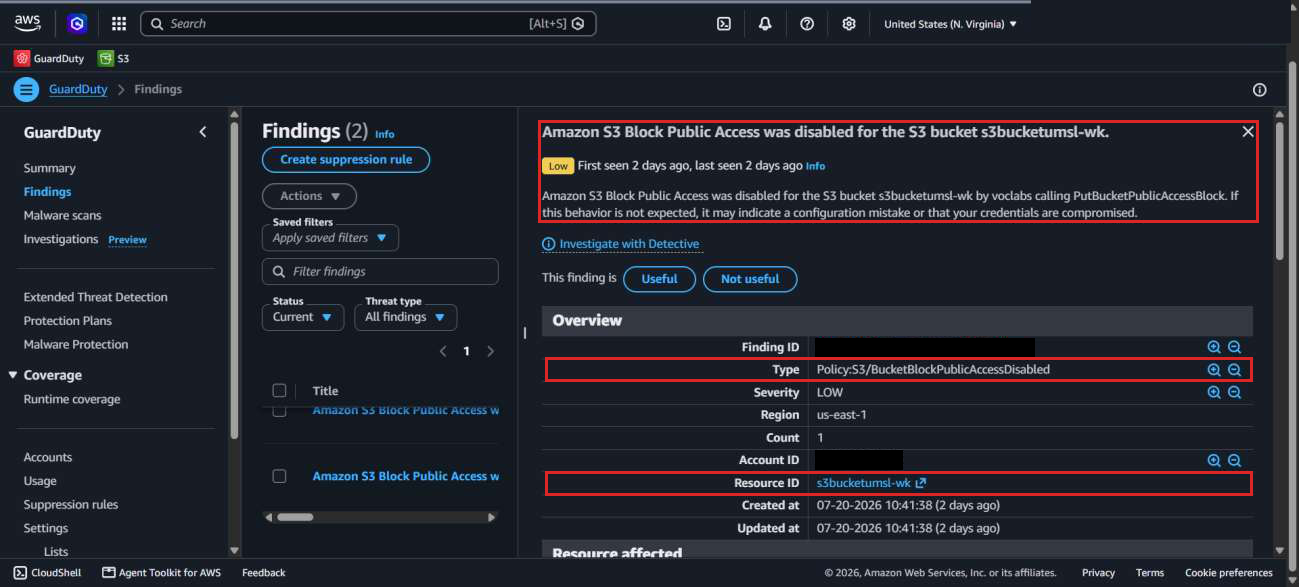 aws
Search
[Alt+S]
United States (N. Virginia)
GuardDuty
S3
GuardDuty > Findings
GuardDuty
Summary
Findings
Malware scans
Investigations Preview
Extended Threat Detection
Protection Plans
Malware Protection
Coverage
Runtime coverage
Accounts
Usage
Suppression rules
Settings
Lists
Findings (2) Info
Create suppression rule
Actions
Saved filters
Apply saved filters
Filter findings
Status
Current
Threat type
All findings
1
Title
Amazon S3 Block Public Access w
Amazon S3 Block Public Access w
Amazon S3 Block Public Access was disabled for the S3 bucket s3bucketumsl-wk.
Low First seen 2 days ago, last seen 2 days ago Info
Amazon S3 Block Public Access was disabled for the S3 bucket s3bucketumsl-wk by voclabs calling PutBucketPublicAccessBlock. If
this behavior is not expected, it may indicate a configuration mistake or that your credentials are compromised.
Investigate with Detective
This finding is Useful Not useful
Overview
Finding ID
Type Policy:S3/BucketBlockPublicAccessDisabled
Severity LOW
Region us-east-1
Count 1
Account ID
Resource ID s3bucketumsl-wk
Created at 07-20-2026 10:41:38 (2 days ago)
Updated at 07-20-2026 10:41:38 (2 days ago)
Resource affected
CloudShell
Agent Toolkit for AWS
Feedback
© 2026, Amazon Web Services, Inc. or its affiliates.
Privacy
Terms
Cookie preferences